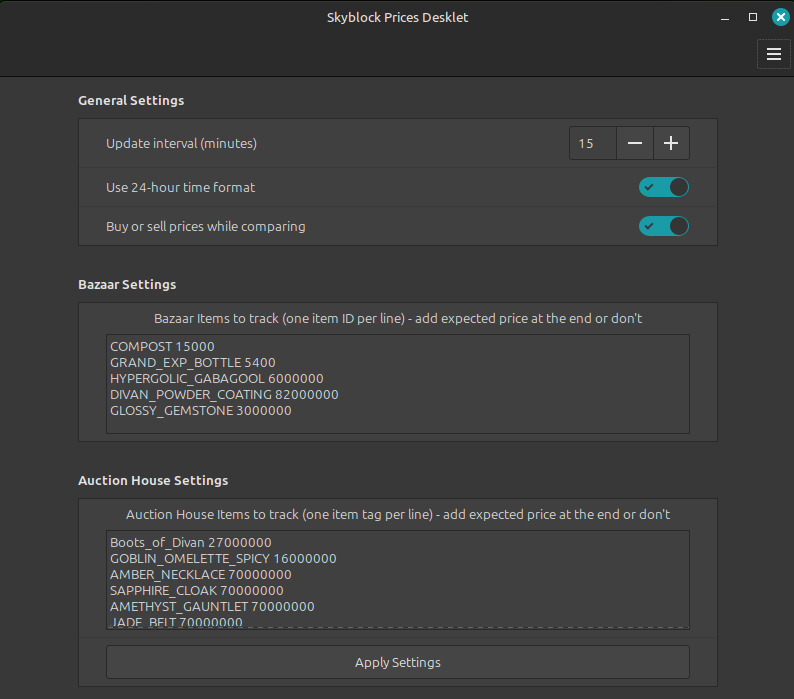 Skyblock Prices Desklet
General Settings
Update interval (minutes)
15
Use 24-hour time format
Buy or sell prices while comparing
Bazaar Settings
Bazaar Items to track (one item ID per line) - add expected price at the end or don't
COMPOST 15000
GRAND_EXP_BOTTLE 5400
HYPERGOLIC_GABAGOOL 6000000
DIVAN_POWDER_COATING 82000000
GLOSSY_GEMSTONE 3000000
Auction House Settings
Auction House Items to track (one item tag per line) - add expected price at the end or don't
Boots_of_Divan 27000000
GOBLIN_OMELETTE_SPICY 16000000
AMBER_NECKLACE 70000000
SAPPHIRE_CLOAK 70000000
AMETHYST_GAUNTLET 70000000
JADE_BELT 70000000
Apply Settings